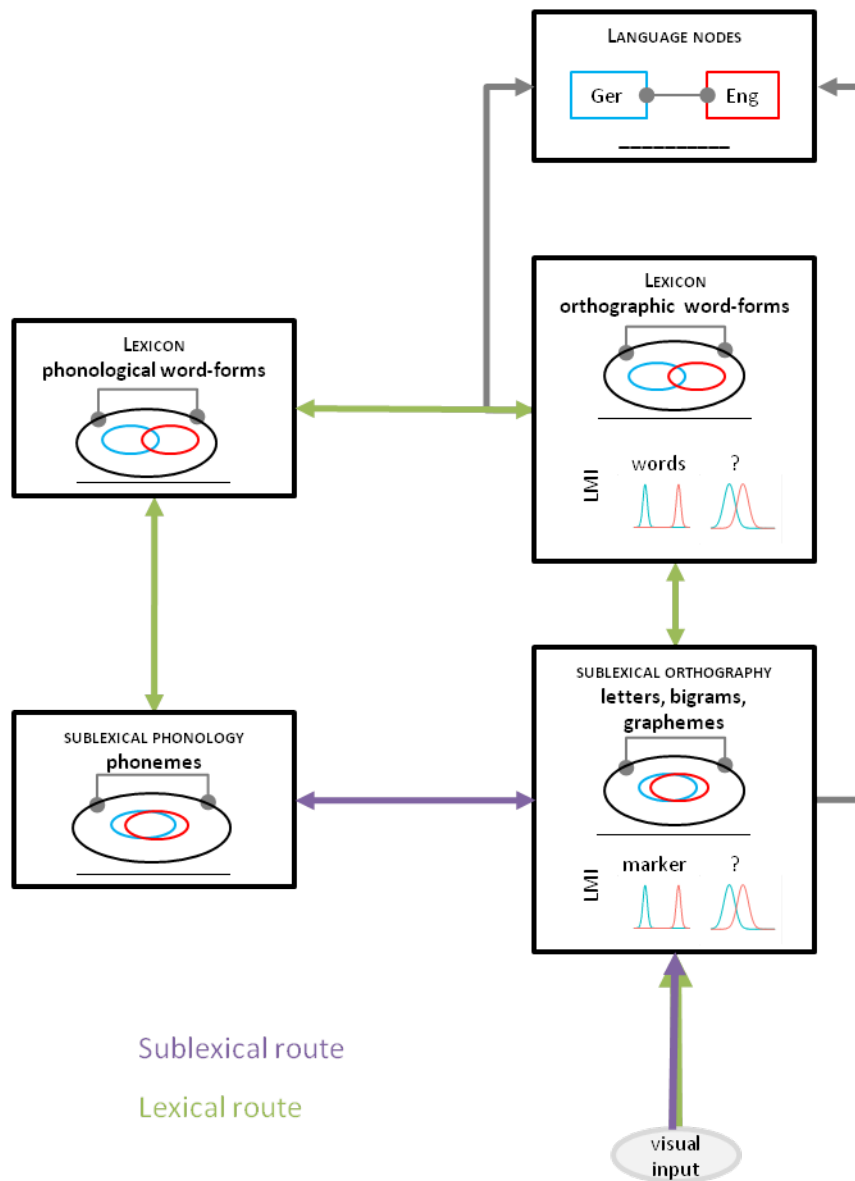 LANGUAGE NODES
Ger
Eng
LEXICON
orthographic word-forms
LMI
words
?
LEXICON
phonological word-forms
SUBLEXICAL ORTHOGRAPHY
letters, bigrams,
graphemes
LMI
marker
?
SUBLEXICAL PHONOLOGY
phonemes
Sublexical route
Lexical route
visual
input